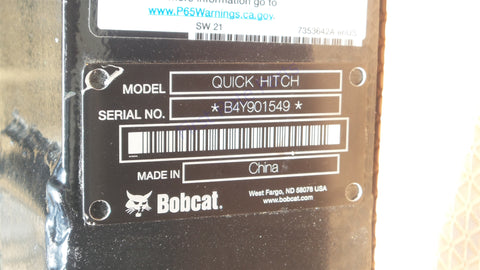 information go to
www.P65Warnings.ca.gov.
SW 21
MODEL QUICK HITCH
SERIAL NO. * B4Y901549 *
MADE IN China
Bobcat.
West Fargo, ND 58078 USA
www.bobcat.com